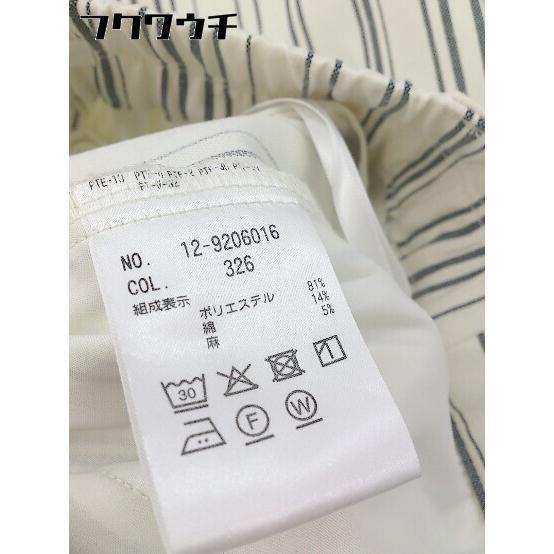 フクワウチ
NO. 12-9206016
COL. 326
組成表示
ポリエステル 81%
綿 14%
麻 5%
30
F
W